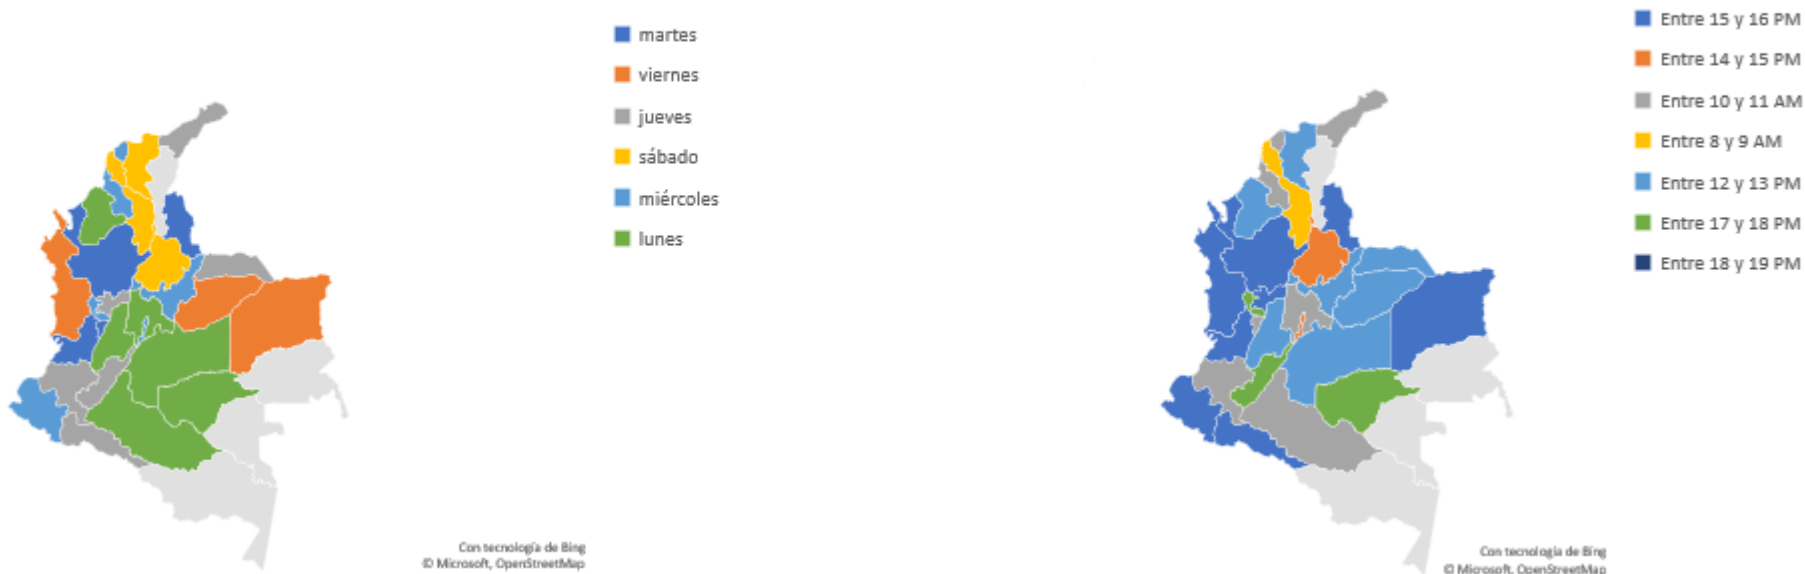 martes
viernes
jueves
sábado
miércoles
lunes
Con tecnología de Bing
© Microsoft, OpenStreetMap
Entre 15 y 16 PM
Entre 14 y 15 PM
Entre 10 y 11 AM
Entre 8 y 9 AM
Entre 12 y 13 PM
Entre 17 y 18 PM
Entre 18 y 19 PM
Con tecnología de Bing
© Microsoft, OpenStreetMap